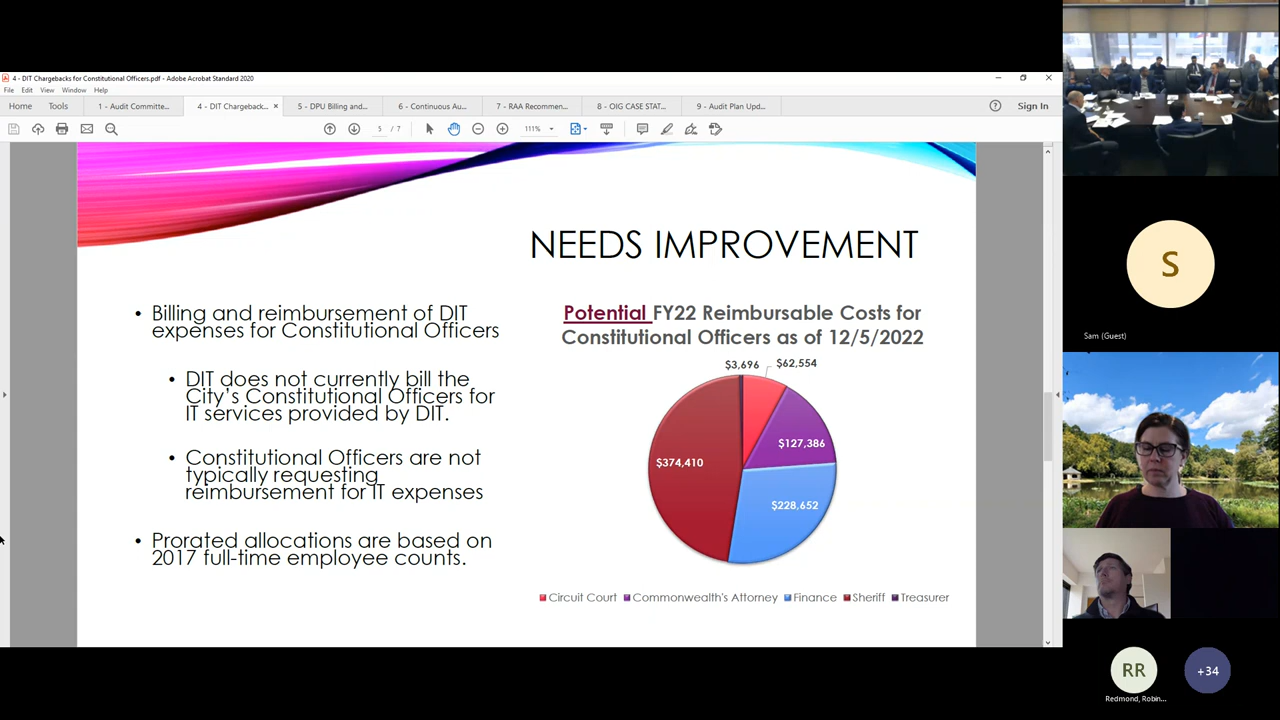 4 - DIT Chargebacks for Constitutional Officers.pdf - Adobe Acrobat Standard 2020
File Edit View Window Help
Home Tools 1 - Audit Committe... 4 - DIT Chargeback... × 5 - DPU Billing and... 6 - Continuous Au... 7 - RAA Recommen... 8 - OIG CASE STAT... 9 - Audit Plan Upd... Sign In
5 / 7 111%
NEEDS IMPROVEMENT
• Billing and reimbursement of DIT
expenses for Constitutional Officers
• DIT does not currently bill the
City's Constitutional Officers for
IT services provided by DIT.
• Constitutional Officers are not
typically requesting
reimbursement for IT expenses
• Prorated allocations are based on
2017 full-time employee counts.
Potential FY22 Reimbursable Costs for
Constitutional Officers as of 12/5/2022
$3,696 $62,554
$127,386
$374,410
$228,652
Circuit Court Commonwealth's Attorney Finance Sheriff Treasurer
S
Sam (Guest)
RR +34
Redmond, Robin...